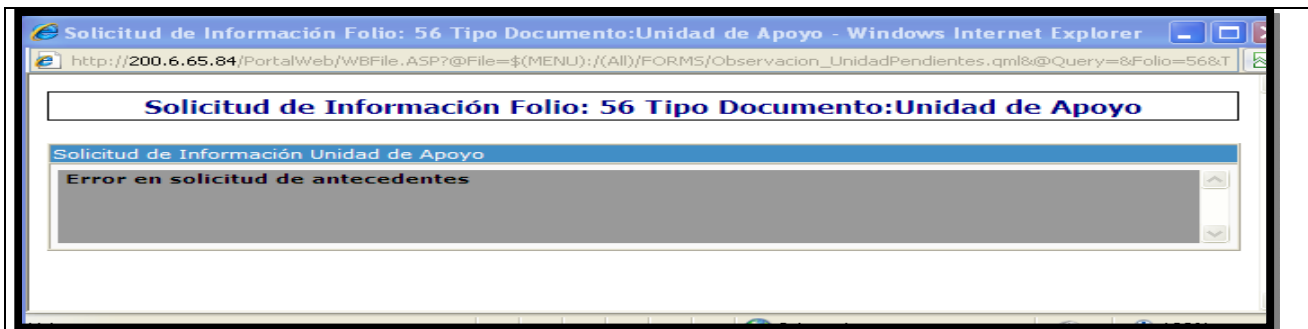 Solicitud de Información Folio: 56 Tipo Documento:Unidad de Apoyo - Windows Internet Explorer
http://200.6.65.84/PortalWeb/WBFile.ASP?@File=$(MENU):/(All)/FORMS/Observacion_UnidadPendientes.qml&@Query=&Folio=56&T
Solicitud de Información Folio: 56 Tipo Documento:Unidad de Apoyo
Solicitud de Información Unidad de Apoyo
Error en solicitud de antecedentes